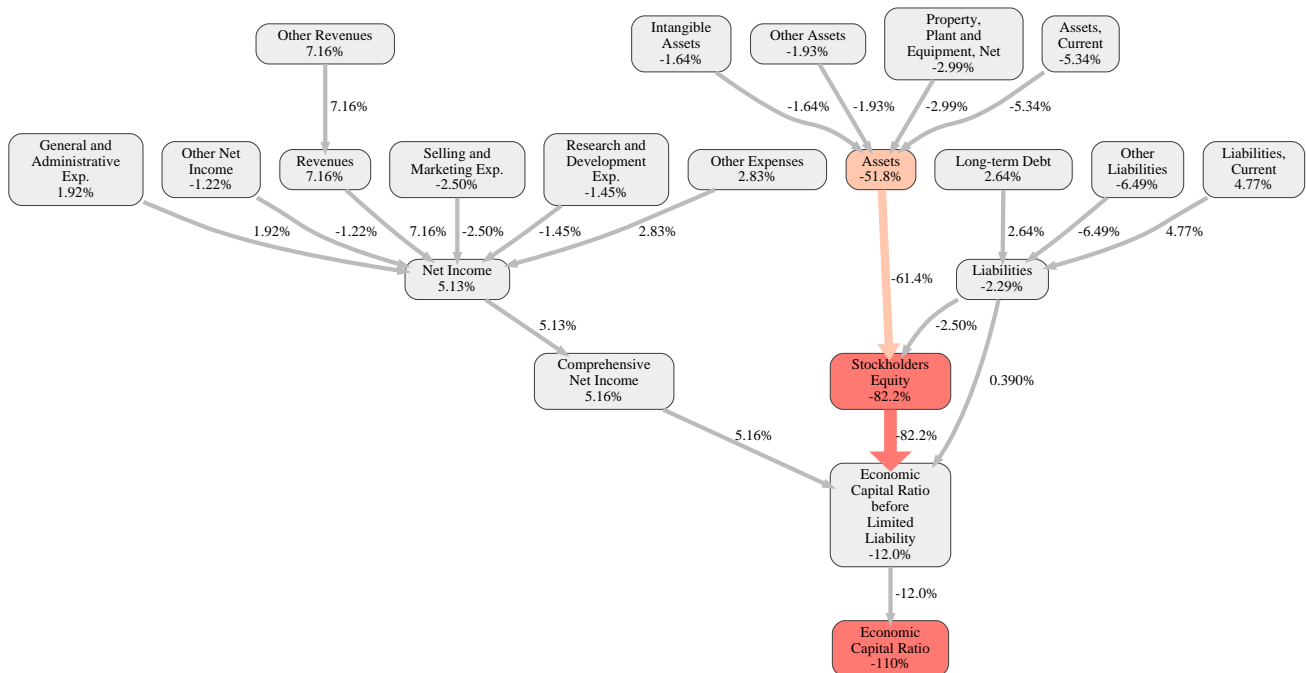 Other Revenues
7.16%
Intangible
Assets
-1.64%
Other Assets
-1.93%
Property,
Plant and
Equipment, Net
-2.99%
Assets,
Current
-5.34%
7.16%
-1.64%
-1.93%
-2.99%
-5.34%
General and
Administrative
Exp.
1.92%
Other Net
Income
-1.22%
Revenues
7.16%
Selling and
Marketing Exp.
-2.50%
Research and
Development
Exp.
-1.45%
Other Expenses
2.83%
Assets
-51.8%
Long-term Debt
2.64%
Other
Liabilities
-6.49%
Liabilities,
Current
4.77%
1.92%
-1.22%
7.16%
-2.50%
-1.45%
2.83%
2.64%
-6.49%
4.77%
Net Income
5.13%
-61.4%
Liabilities
-2.29%
5.13%
-2.50%
0.390%
Comprehensive
Net Income
5.16%
Stockholders
Equity
-82.2%
5.16%
-82.2%
Economic
Capital Ratio
before
Limited
Liability
-12.0%
-12.0%
Economic
Capital Ratio
-110%